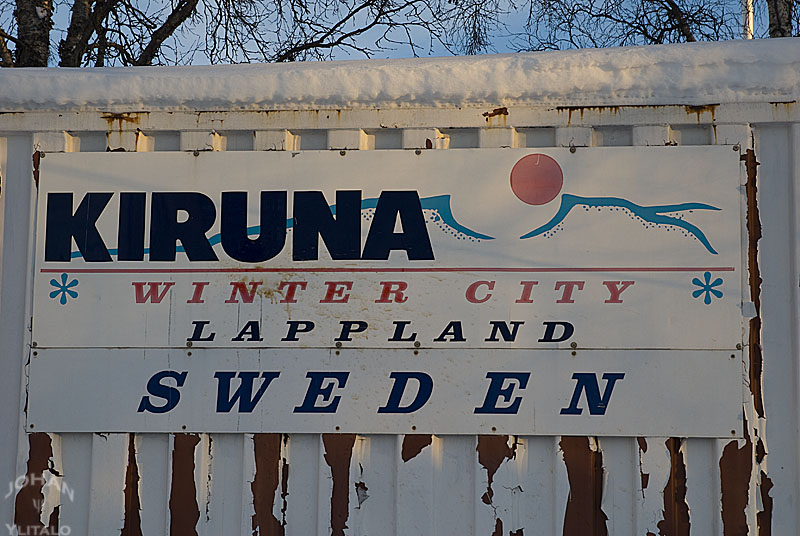 KIRUNA
WINTER CITY
LAPPLAND
SWEDEN
JOHAN
YLITALO